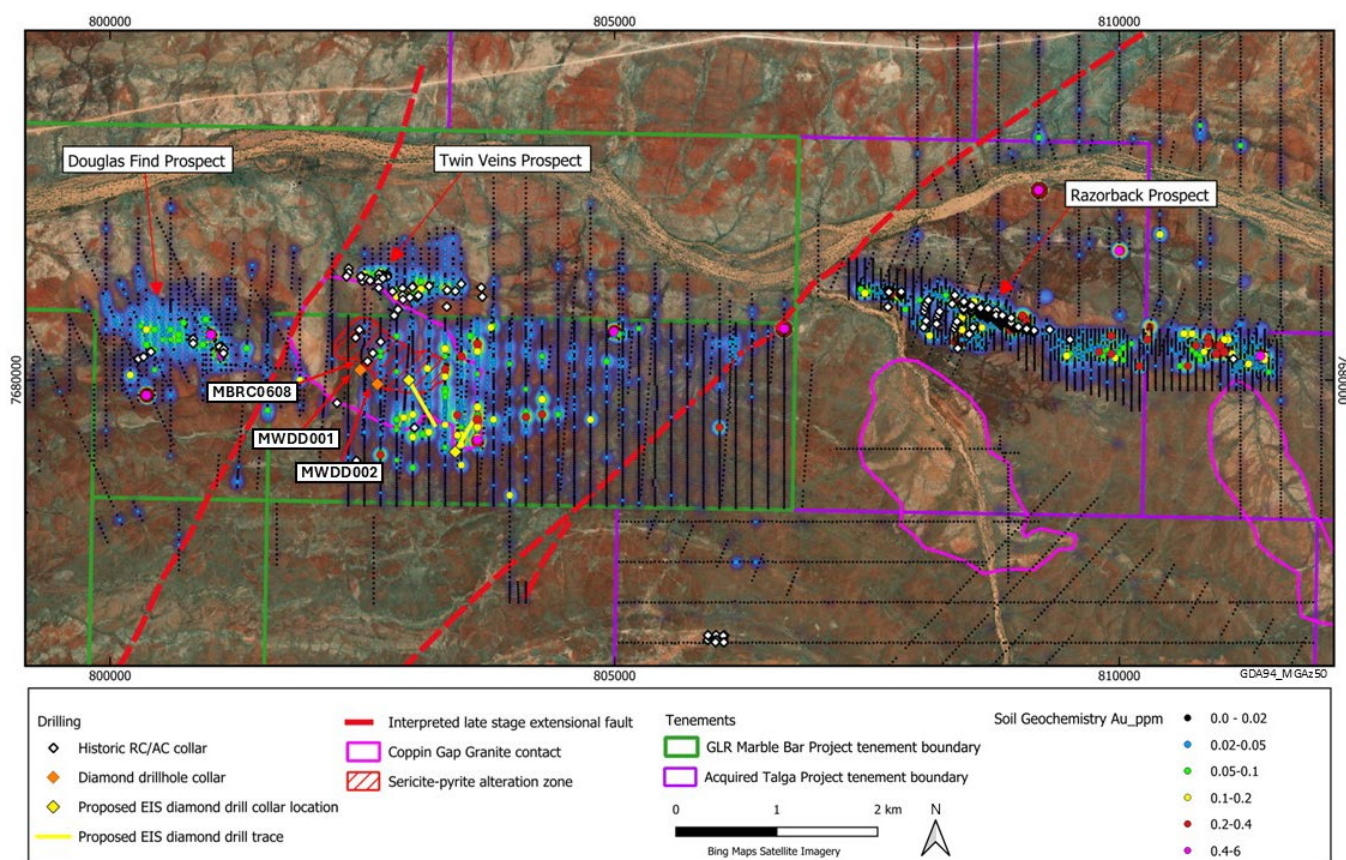 800000 805000 810000
Douglas Find Prospect
Twin Veins Prospect
Razorback Prospect
7680000
7680000
MBRC0608
MWDD001
MWDD002
800000 805000 810000
GDA94_MGAz50
Drilling
Historic RC/AC collar
Diamond drillhole collar
Proposed EIS diamond drill collar location
Proposed EIS diamond drill trace
Interpreted late stage extensional fault
Coppin Gap Granite contact
Sericite-pyrite alteration zone
Tenements
GLR Marble Bar Project tenement boundary
Acquired Talga Project tenement boundary
0 1 2 km
Bing Maps Satellite Imagery
N
Soil Geochemistry Au_ppm
0.0 - 0.02
0.02-0.05
0.05-0.1
0.1-0.2
0.2-0.4
0.4-6